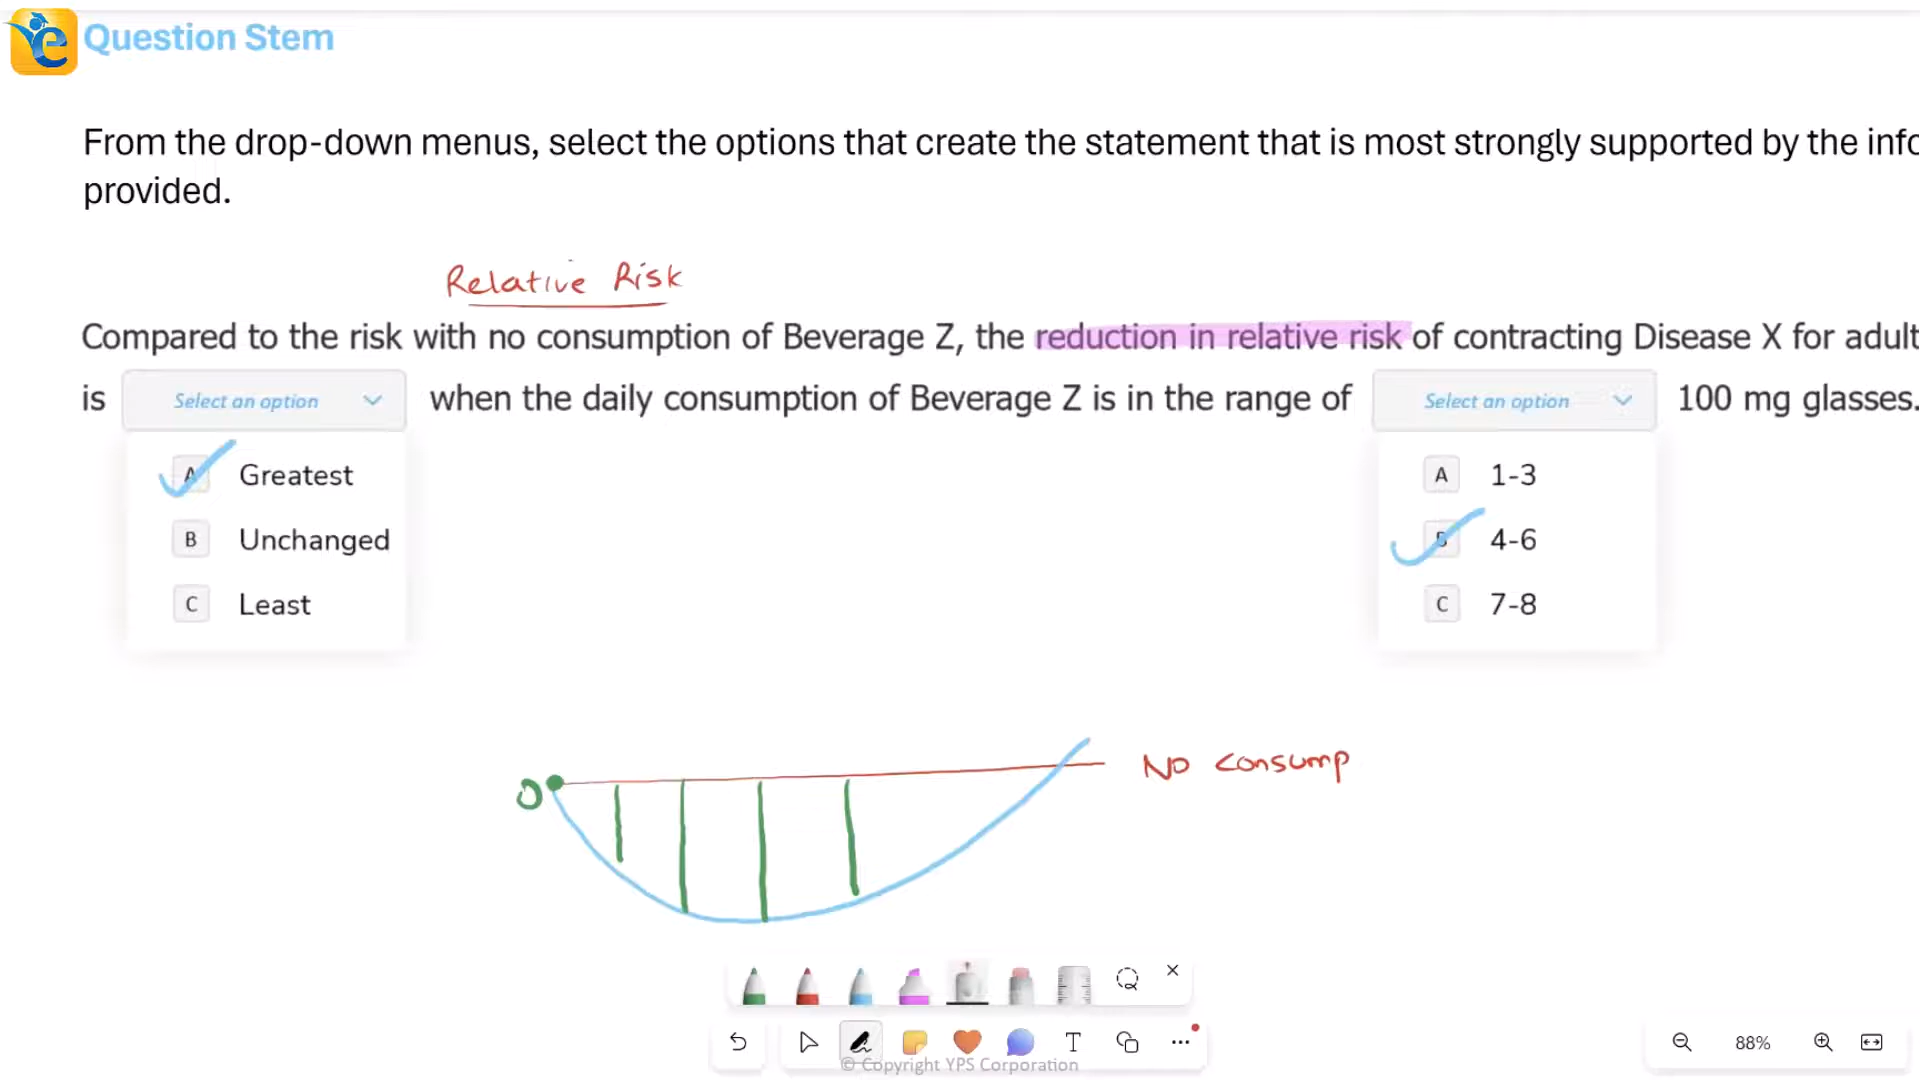 Question Stem
From the drop-down menus, select the options that create the statement that is most strongly supported by the info
provided.
Relative Risk
Compared to the risk with no consumption of Beverage Z, the reduction in relative risk of contracting Disease X for adult
is Select an option when the daily consumption of Beverage Z is in the range of Select an option 100 mg glasses.
A Greatest
B Unchanged
C Least
A 1-3
B 4-6
C 7-8
0
No Consump
T
88%
© Copyright YPS Corporation